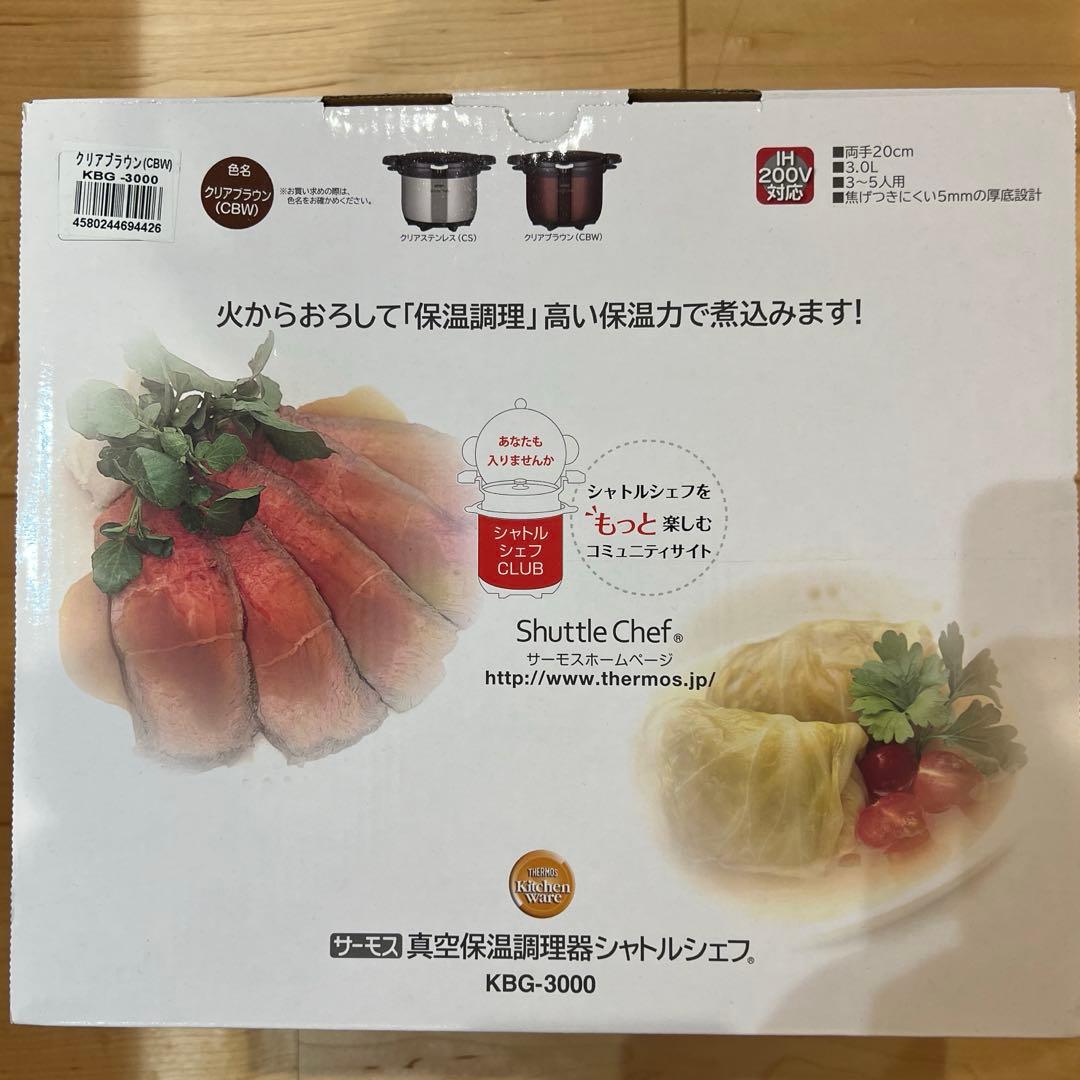 クリアブラウン(CBW)
KBG -3000
4580244694426
色名
クリアブラウン
(CBW)
※お買い求めの際は、
色名をお確かめください。
クリアステンレス(CS)
クリアブラウン(CBW)
IH
200V
対応
■両手20cm
■3.0L
■3～5人用
■焦げつきにくい5mmの厚底設計
火からおろして「保温調理」高い保温力で煮込みます!
あなたも
入りませんか
シャトル
シェフ
CLUB
シャトルシェフを
もっと楽しむ
コミュニティサイト
Shuttle Chef®
サーモスホームページ
http://www.thermos.jp/
THERMOS
Kitchen
ware
サーモス 真空保温調理器シャトルシェフ®
KBG-3000